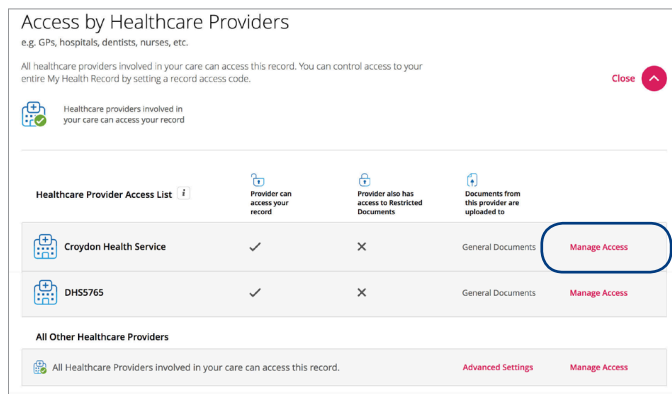 Access by Healthcare Providers
e.g. GPs, hospitals, dentists, nurses, etc.
All healthcare providers involved in your care can access this record. You can control access to your
entire My Health Record by setting a record access code.
Close
Healthcare providers involved in
your care can access your record
Healthcare Provider Access List i
Provider can
access your
record
Provider also has
access to Restricted
Documents
Documents from
this provider are
uploaded to
Croydon Health Service General Documents Manage Access
DHS5765 General Documents Manage Access
All Other Healthcare Providers
All Healthcare Providers involved in your care can access this record. Advanced Settings Manage Access